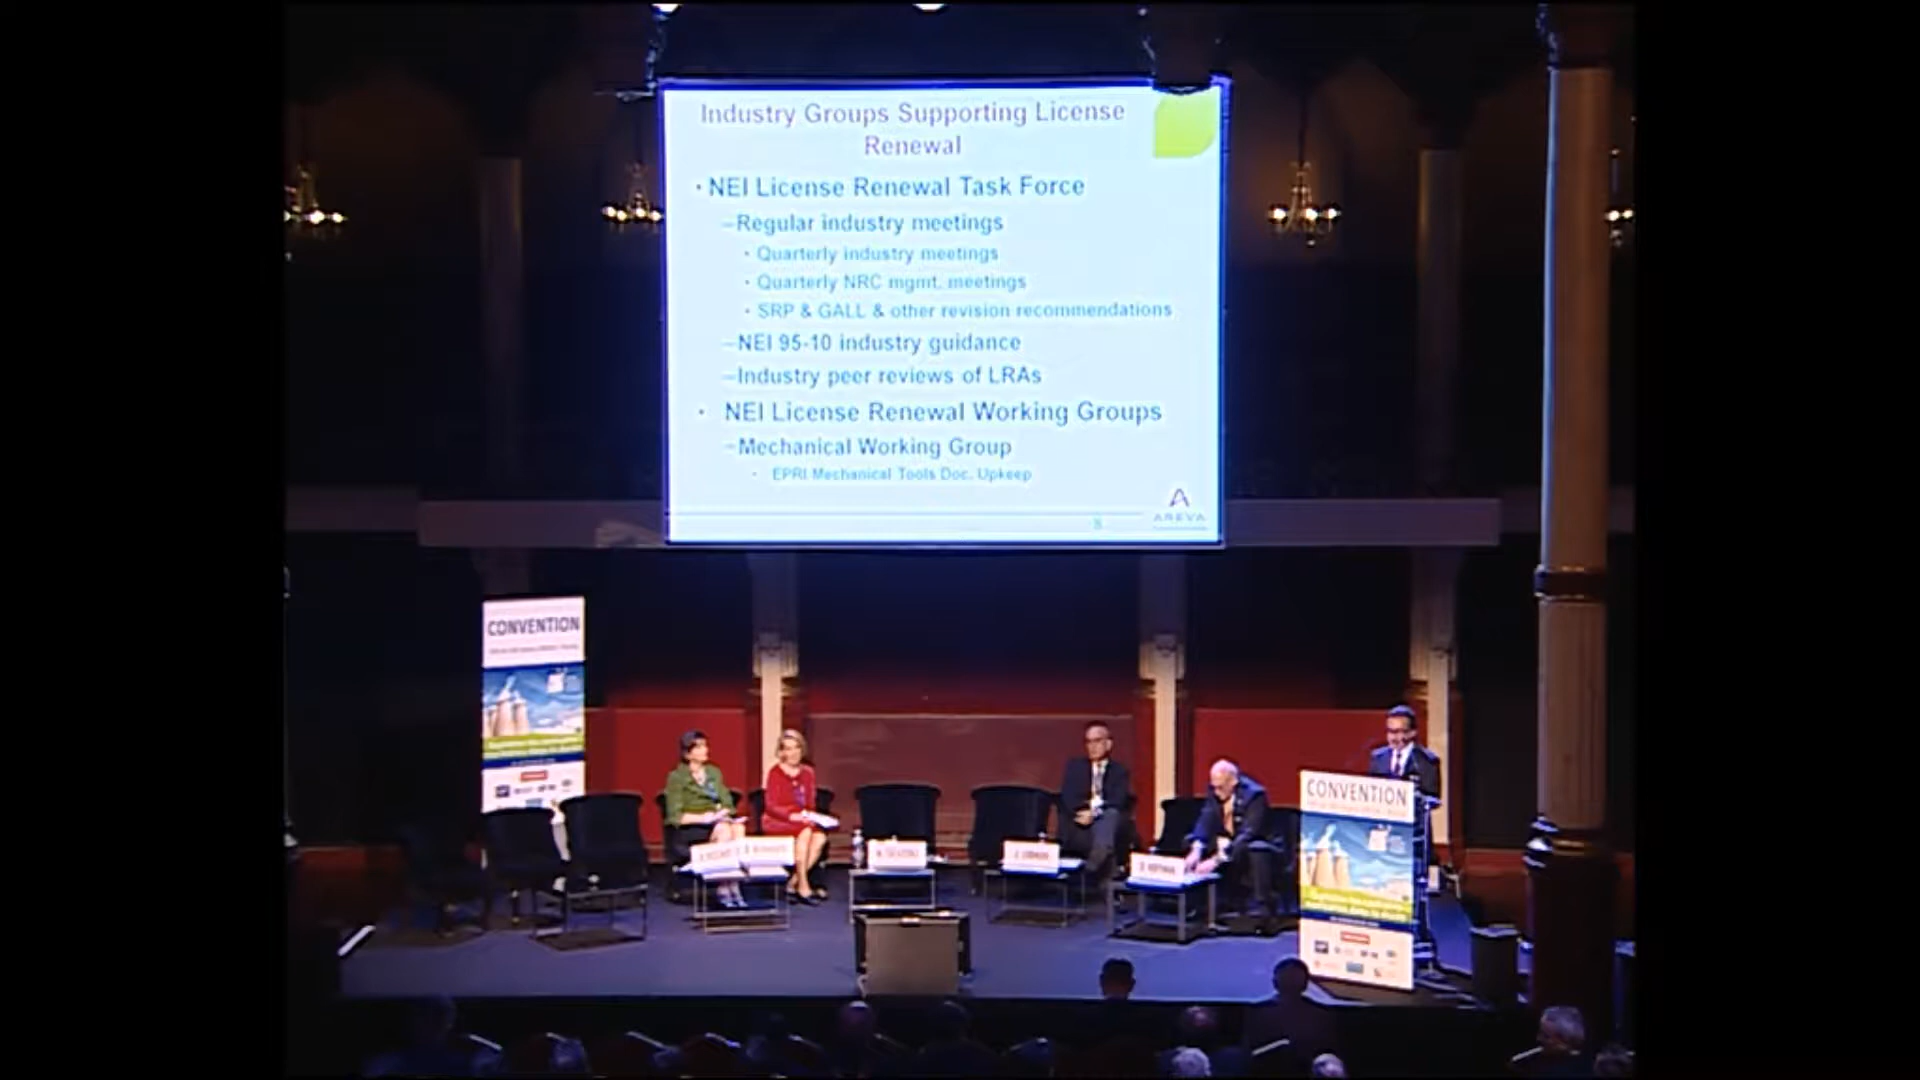 Industry Groups Supporting License
Renewal
• NEI License Renewal Task Force
–Regular industry meetings
• Quarterly industry meetings
• Quarterly NRC mgmt. meetings
• SRP & GALL & other revision recommendations
–NEI 95-10 industry guidance
–Industry peer reviews of LRAs
• NEI License Renewal Working Groups
–Mechanical Working Group
• EPRI Mechanical Tools Doc. Upkeep
8
AREVA
CONVENTION
CONVENTION